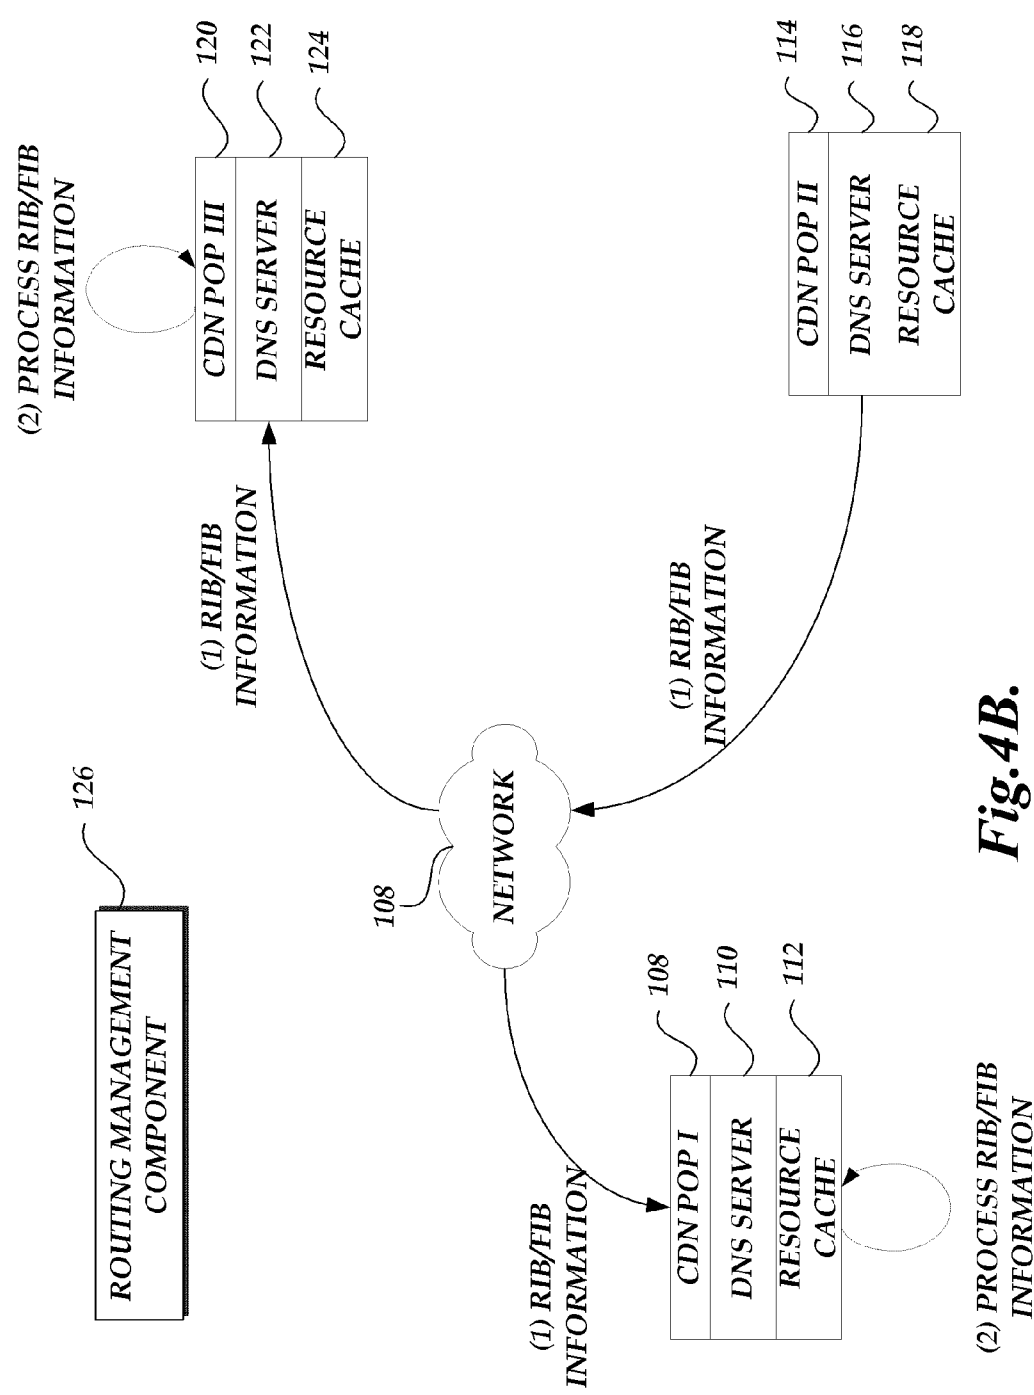 ROUTING MANAGEMENT
COMPONENT
126
(2) PROCESS RIB/FIB
INFORMATION
120
122
124
CDN POP III
DNS SERVER
RESOURCE
CACHE
(1) RIB/FIB
INFORMATION
108
NETWORK
(1) RIB/FIB
INFORMATION
108
110
112
CDN POP I
DNS SERVER
RESOURCE
CACHE
(2) PROCESS RIB/FIB
INFORMATION
(1) RIB/FIB
INFORMATION
114
116
118
CDN POP II
DNS SERVER
RESOURCE
CACHE
Fig.4B.